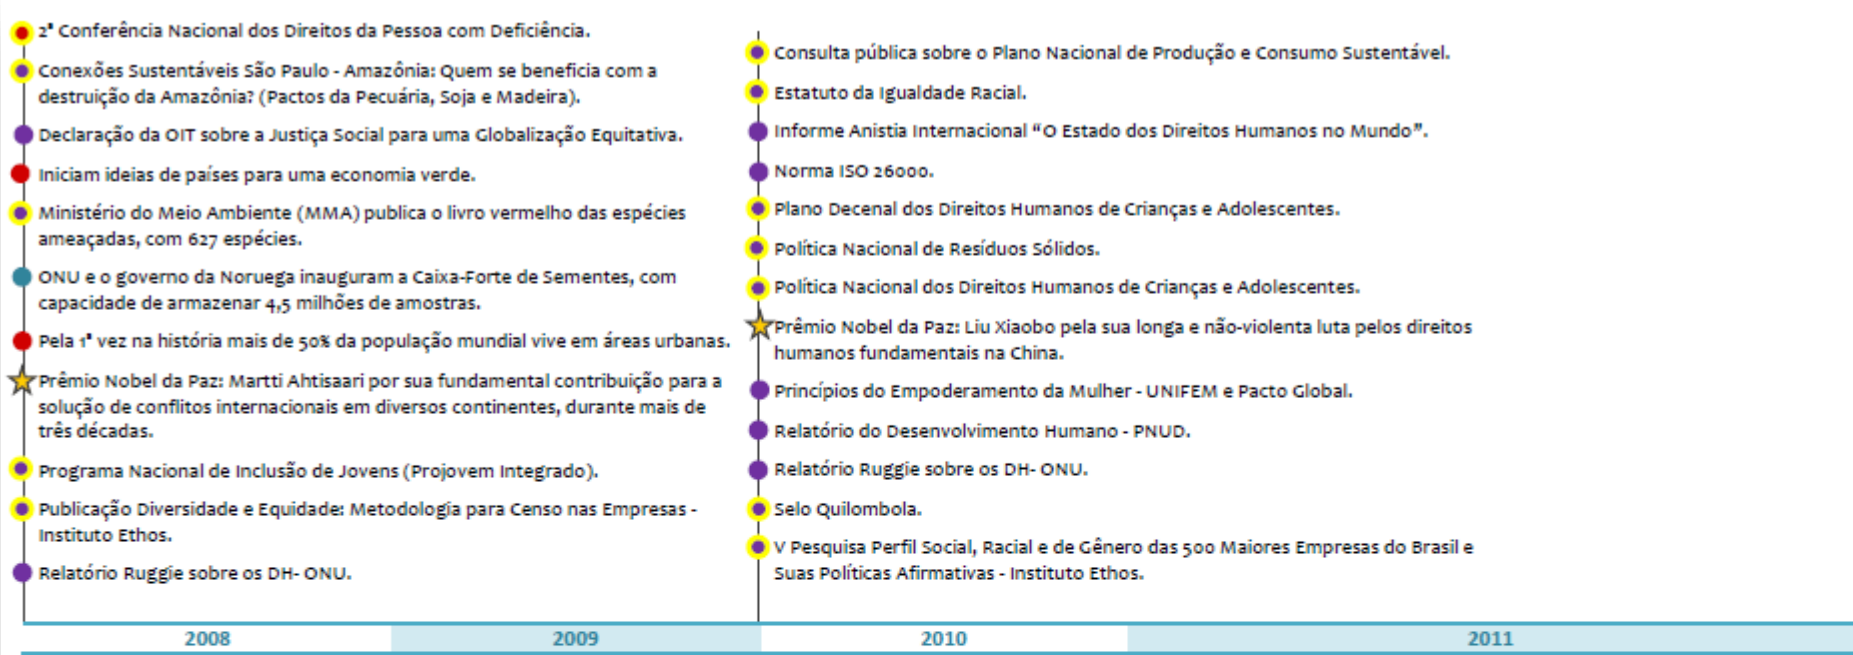 2ª Conferência Nacional dos Direitos da Pessoa com Deficiência.
Conexões Sustentáveis São Paulo - Amazônia: Quem se beneficia com a
destruição da Amazônia? (Pactos da Pecuária, Soja e Madeira).
Declaração da OIT sobre a Justiça Social para uma Globalização Equitativa.
Iniciam ideias de países para uma economia verde.
Ministério do Meio Ambiente (MMA) publica o livro vermelho das espécies
ameaçadas, com 627 espécies.
ONU e o governo da Noruega inauguram a Caixa-Forte de Sementes, com
capacidade de armazenar 4,5 milhões de amostras.
Pela 1ª vez na história mais de 50% da população mundial vive em áreas urbanas.
Prêmio Nobel da Paz: Martti Ahtisaari por sua fundamental contribuição para a
solução de conflitos internacionais em diversos continentes, durante mais de
três décadas.
Programa Nacional de Inclusão de Jovens (Projovem Integrado).
Publicação Diversidade e Equidade: Metodologia para Censo nas Empresas -
Instituto Ethos.
Relatório Ruggie sobre os DH- ONU.
Consulta pública sobre o Plano Nacional de Produção e Consumo Sustentável.
Estatuto da Igualdade Racial.
Informe Anistia Internacional “O Estado dos Direitos Humanos no Mundo”.
Norma ISO 26000.
Plano Decenal dos Direitos Humanos de Crianças e Adolescentes.
Política Nacional de Resíduos Sólidos.
Política Nacional dos Direitos Humanos de Crianças e Adolescentes.
Prêmio Nobel da Paz: Liu Xiaobo pela sua longa e não-violenta luta pelos direitos
humanos fundamentais na China.
Princípios do Empoderamento da Mulher - UNIFEM e Pacto Global.
Relatório do Desenvolvimento Humano - PNUD.
Relatório Ruggie sobre os DH- ONU.
Selo Quilombola.
V Pesquisa Perfil Social, Racial e de Gênero das 500 Maiores Empresas do Brasil e
Suas Políticas Afirmativas - Instituto Ethos.
2008
2009
2010
2011